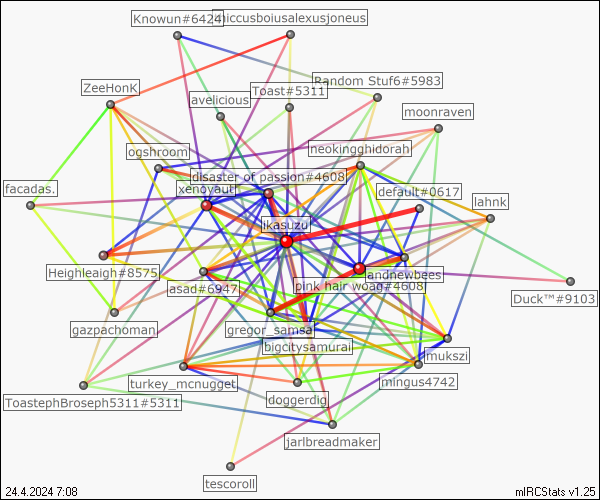 Knowun#6424
niccusboiusalexusjoneus
Random Stuf6#5983
ZeeHonK
Toast#5311
avelicious
moonraven
neokingghidorah
ogshroom
disaster of passion#4608
xenoyautl
default#0617
facadas.
lahnk
ikasuzu
Heighleaigh#8575
andnewbees
pink hair woag#4608
asad#6947
Duck™#9103
gazpachoman
gregor_samsa
bigcitysamurai
mukszi
turkey_mcnugget
mingus4742
ToastephBroseph5311#5311
doggerdig
jarlbreadmaker
tescoroll
24.4.2024 7:08
mIRCStats v1.25